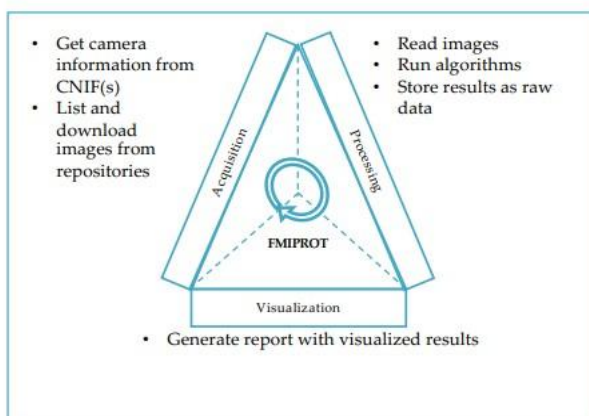 • Get camera
information from
CNIF(s)
• List and
download
images from
repositories
• Read images
• Run algorithms
• Store results as raw
data
Acquisition
Processing
FMIPROT
Visualization
• Generate report with visualized results